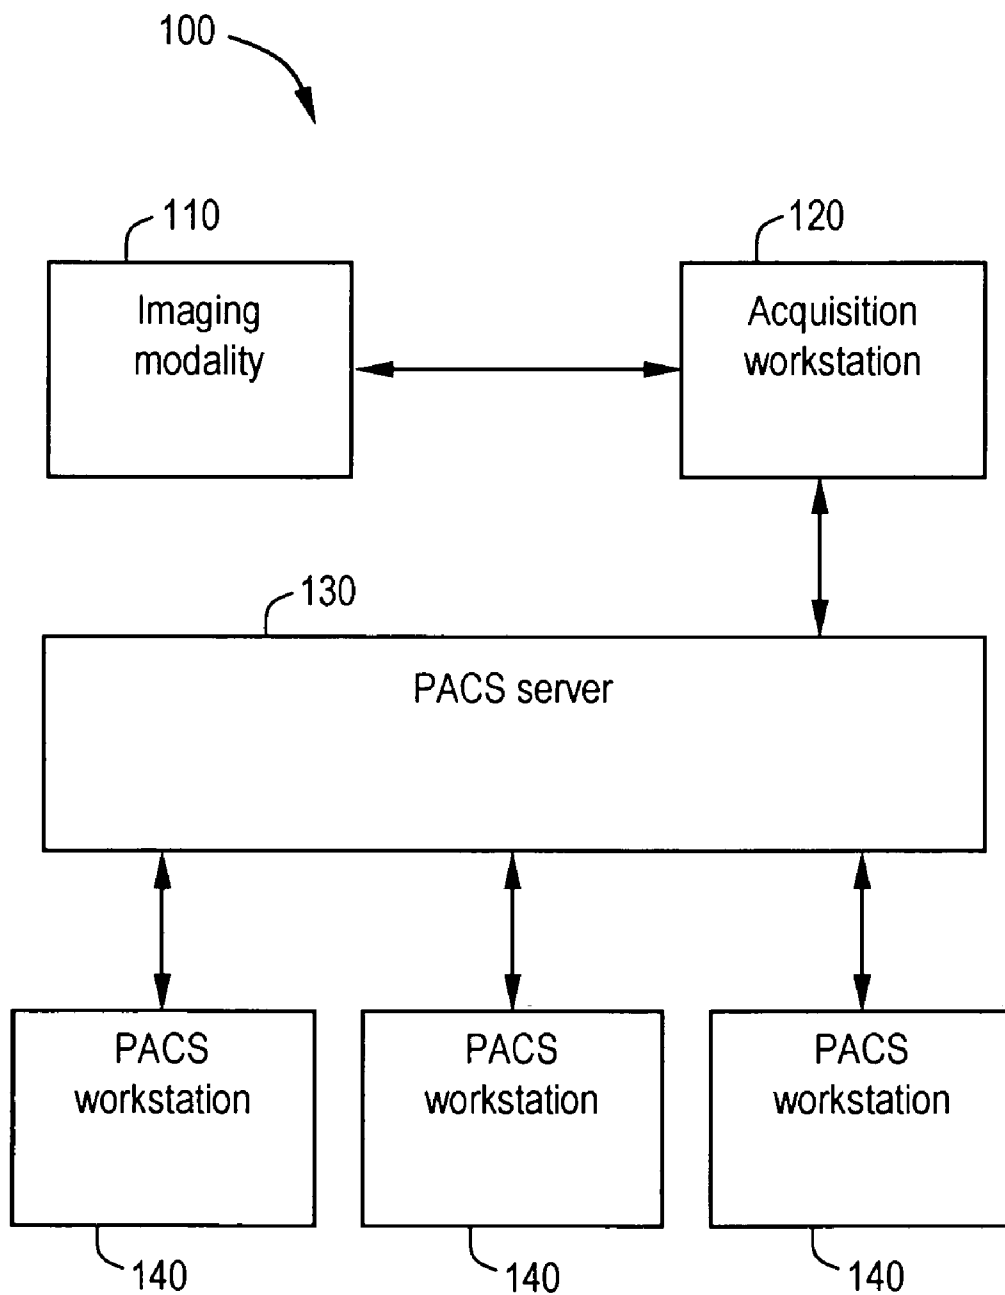 100
110
120
Imaging
modality
Acquisition
workstation
130
PACS server
PACS
workstation
PACS
workstation
PACS
workstation
140
140
140